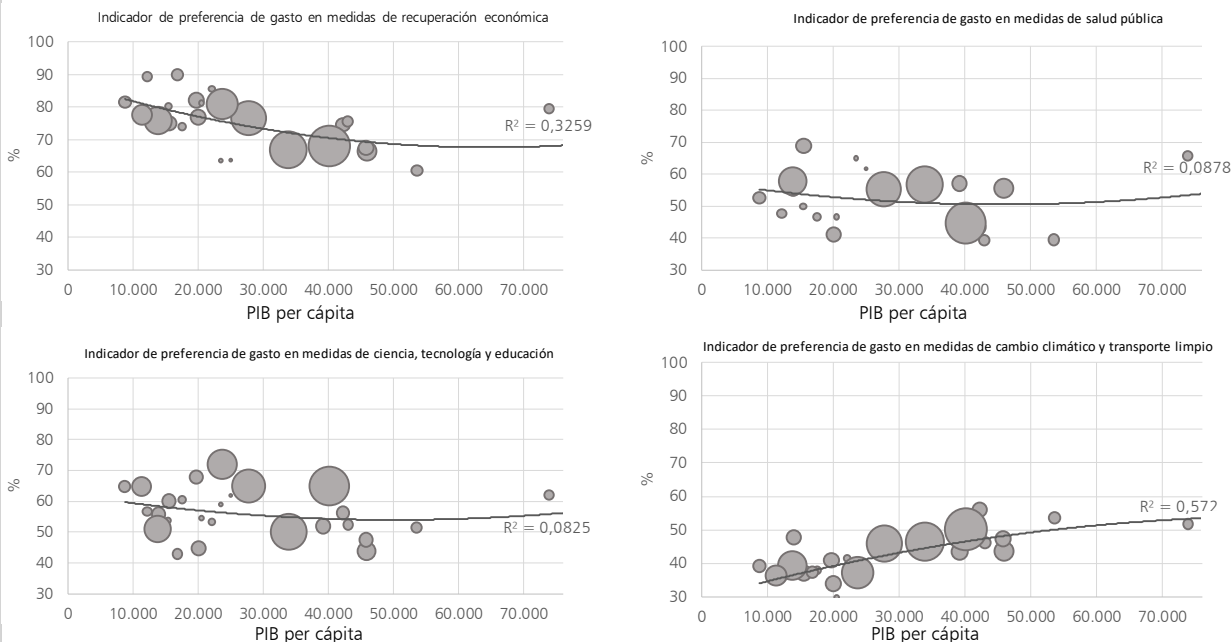 Indicador de preferencia de gasto en medidas de recuperación económica
100
90
80
70
60
50
40
30
%
R² = 0,3259
0 10.000 20.000 30.000 40.000 50.000 60.000 70.000
PIB per cápita
Indicador de preferencia de gasto en medidas de salud pública
100
90
80
70
60
50
40
30
%
R² = 0,0878
0 10.000 20.000 30.000 40.000 50.000 60.000 70.000
PIB per cápita
Indicador de preferencia de gasto en medidas de ciencia, tecnología y educación
100
90
80
70
60
50
40
30
%
R² = 0,0825
0 10.000 20.000 30.000 40.000 50.000 60.000 70.000
PIB per cápita
Indicador de preferencia de gasto en medidas de cambio climático y transporte limpio
100
90
80
70
60
50
40
30
%
R² = 0,572
0 10.000 20.000 30.000 40.000 50.000 60.000 70.000
PIB per cápita